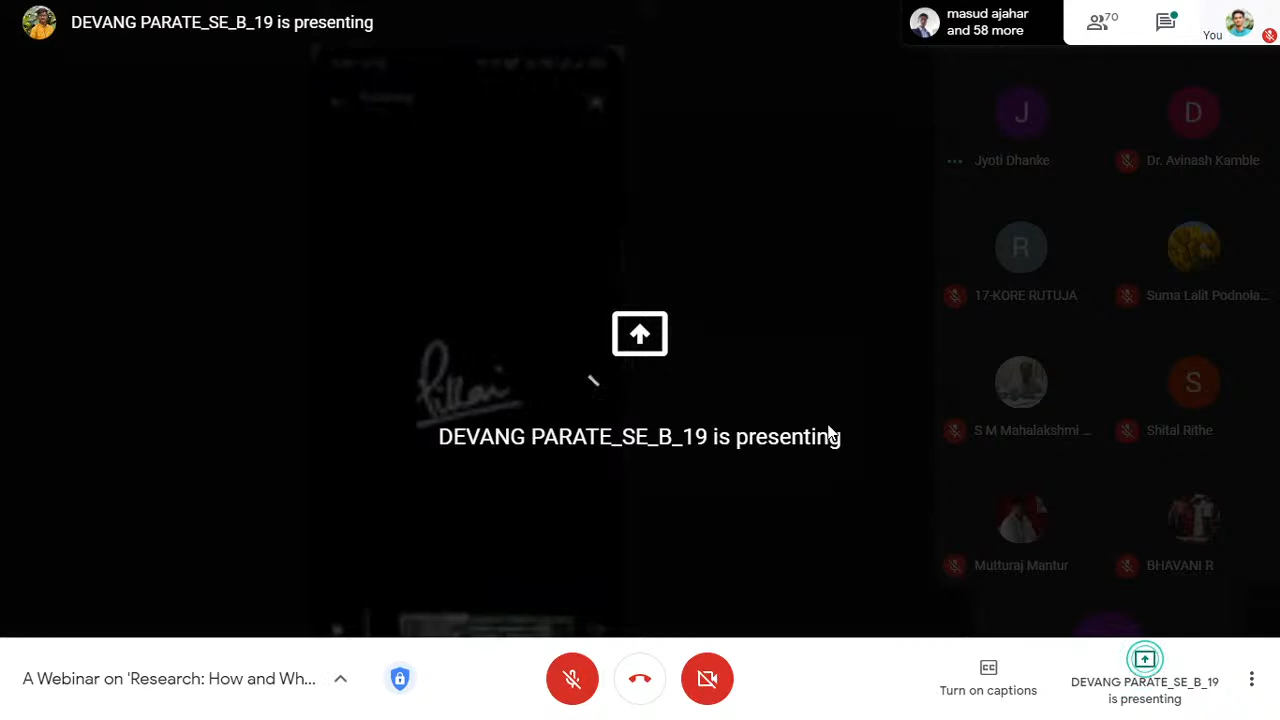 DEVANG PARATE_SE_B_19 is presenting
masud ajahar
and 58 more
70
You
J
D
Jyoti Dhanke
Dr. Avinash Kamble
R
17-KORE RUTUJA
Suma Lalit Podnola...
S
S M Mahalakshmi ...
Shital Rithe
Pillai
DEVANG PARATE_SE_B_19 is presenting
Mutturaj Mantur
BHAVANI R
A Webinar on 'Research: How and Wh...
CC
Turn on captions
DEVANG PARATE_SE_B_19
is presenting